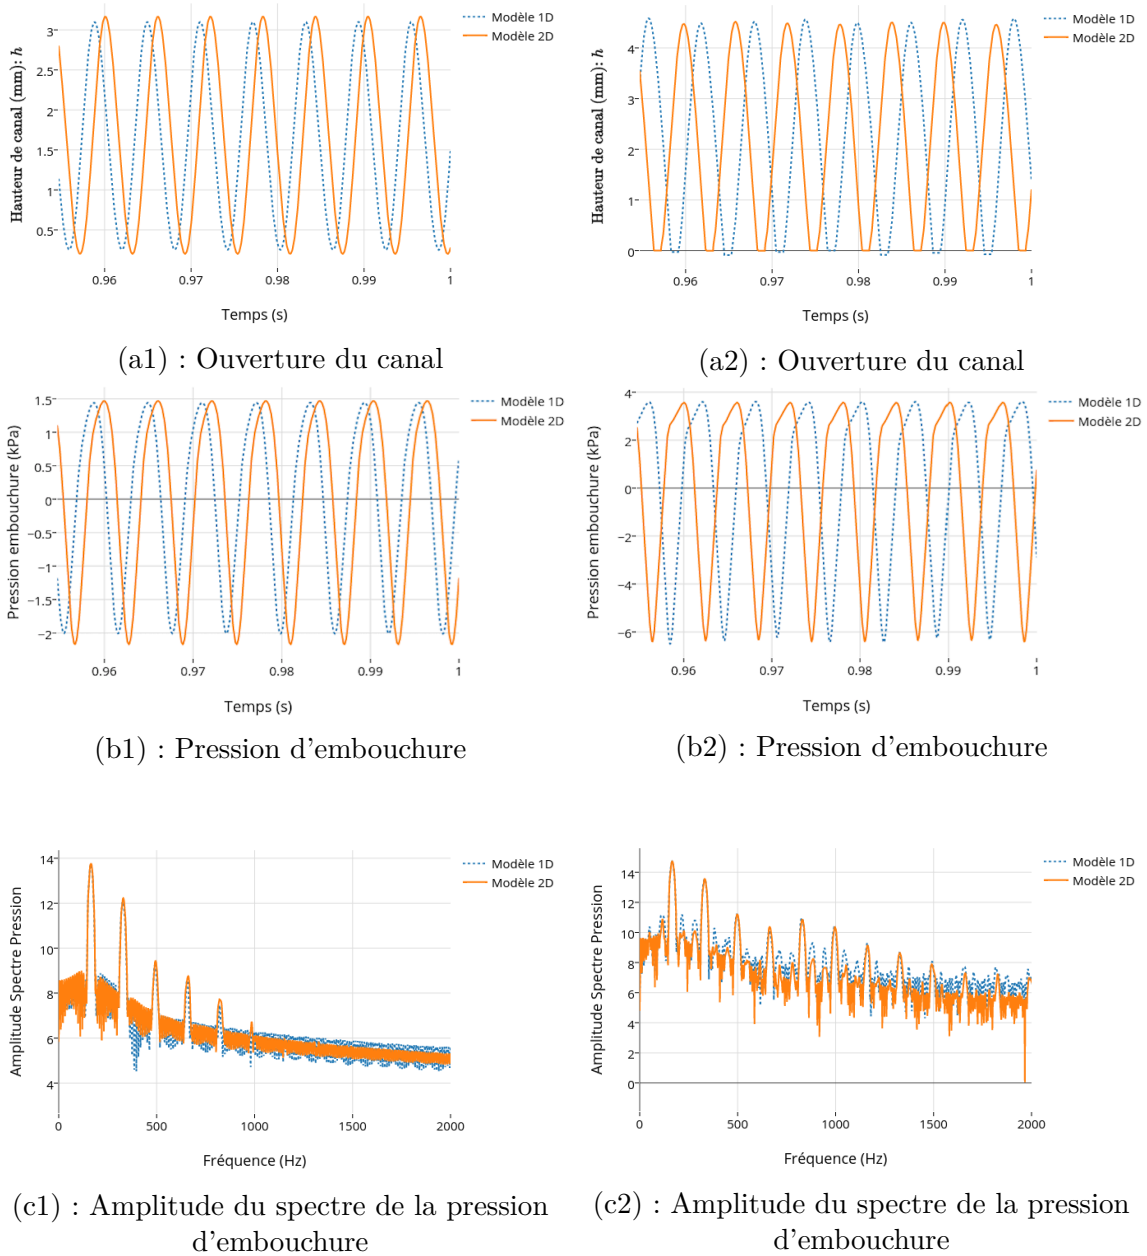 Modèle 1D
Modèle 2D
Hauteur de canal (mm): h
3
2.5
2
1.5
1
0.5
0.96
0.97
0.98
0.99
1
Temps (s)
(a1) : Ouverture du canal
Modèle 1D
Modèle 2D
Hauteur de canal (mm): h
4
3
2
1
0
0.96
0.97
0.98
0.99
1
Temps (s)
(a2) : Ouverture du canal
Modèle 1D
Modèle 2D
Pression embouchure (kPa)
1.5
1
0.5
0
−0.5
−1
−1.5
−2
0.96
0.97
0.98
0.99
1
Temps (s)
(b1) : Pression d'embouchure
Modèle 1D
Modèle 2D
Pression embouchure (kPa)
4
2
0
−2
−4
−6
0.96
0.97
0.98
0.99
1
Temps (s)
(b2) : Pression d'embouchure
Modèle 1D
Modèle 2D
Amplitude Spectre Pression
14
12
10
8
6
4
0
500
1000
1500
2000
Fréquence (Hz)
(c1) : Amplitude du spectre de la pression
d'embouchure
Modèle 1D
Modèle 2D
Amplitude Spectre Pression
14
12
10
8
6
4
2
0
0
500
1000
1500
2000
Fréquence (Hz)
(c2) : Amplitude du spectre de la pression
d'embouchure